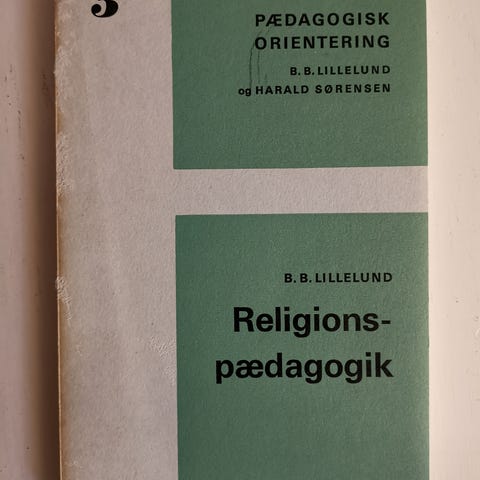 3
PÆDAGOGISK
ORIENTERING
B. B. LILLELUND
og HARALD SØRENSEN
B. B. LILLELUND
Religions-
pædagogik